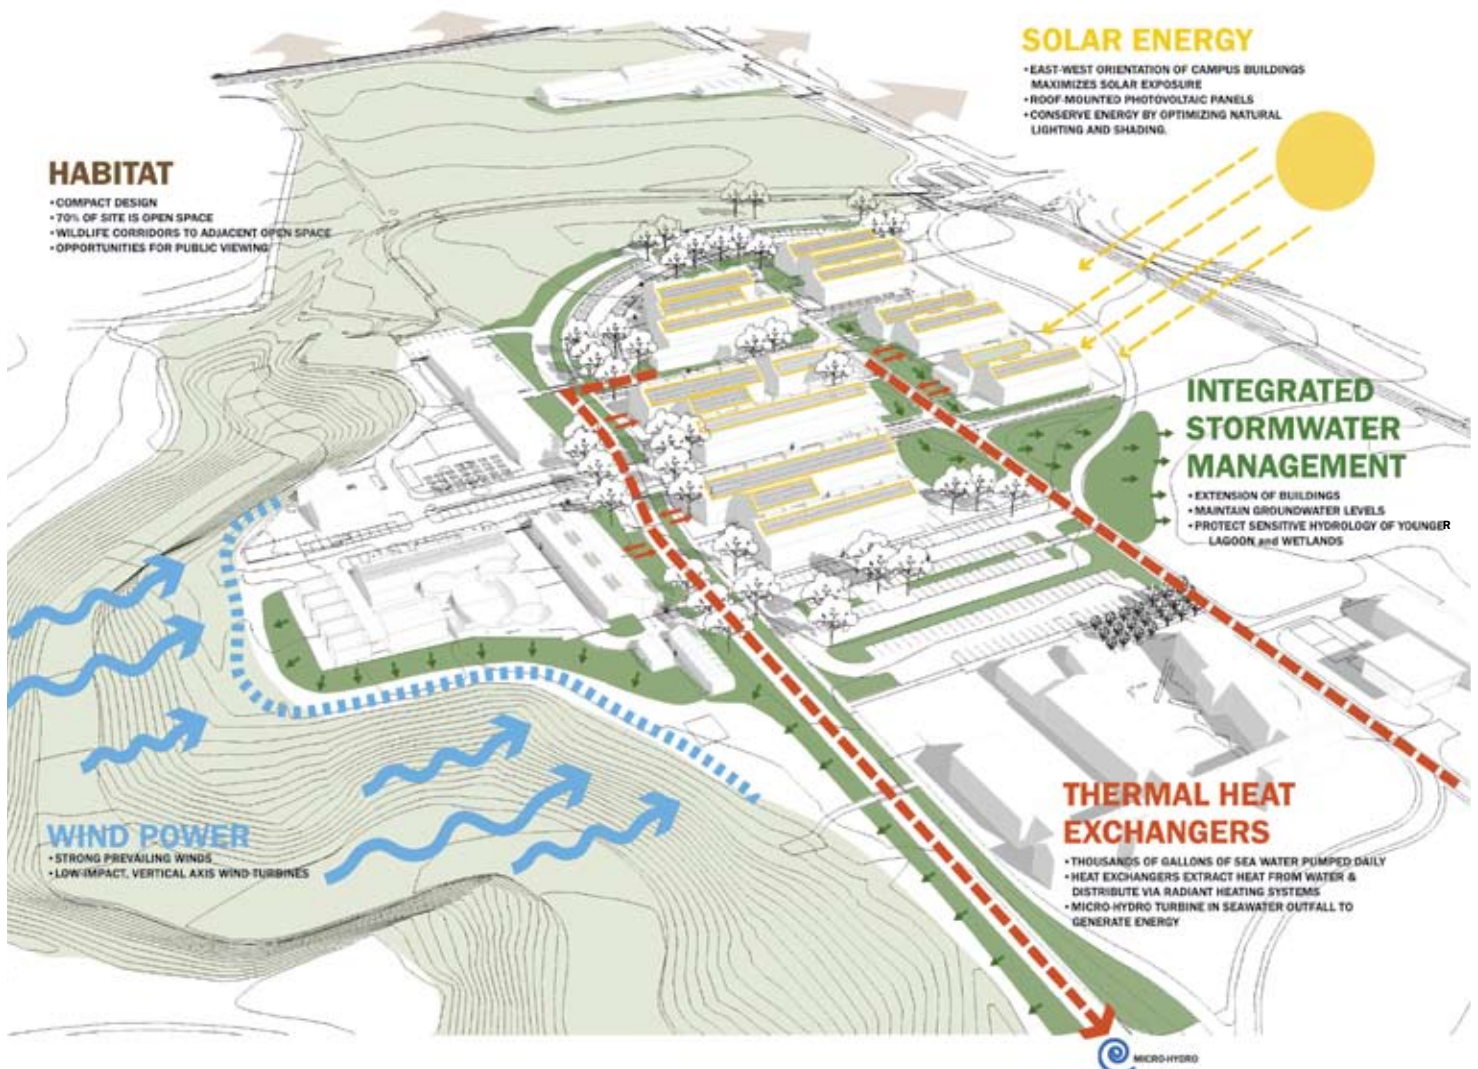 SOLAR ENERGY
• EAST-WEST ORIENTATION OF CAMPUS BUILDINGS
MAXIMIZES SOLAR EXPOSURE
• ROOF-MOUNTED PHOTOVOLTAIC PANELS
• CONSERVE ENERGY BY OPTIMIZING NATURAL
LIGHTING AND SHADING.
HABITAT
• COMPACT DESIGN
• 70% OF SITE IS OPEN SPACE
• WILDLIFE CORRIDORS TO ADJACENT OPEN SPACE
• OPPORTUNITIES FOR PUBLIC VIEWING
INTEGRATED
STORMWATER
MANAGEMENT
• EXTENSION OF BUILDINGS
• MAINTAIN GROUNDWATER LEVELS
• PROTECT SENSITIVE HYDROLOGY OF YOUNGER
LAGOON and WETLANDS
WIND POWER
• STRONG PREVAILING WINDS
• LOW-IMPACT, VERTICAL AXIS WIND TURBINES
THERMAL HEAT
EXCHANGERS
• THOUSANDS OF GALLONS OF SEA WATER PUMPED DAILY
• HEAT EXCHANGERS EXTRACT HEAT FROM WATER &
DISTRIBUTE VIA RADIANT HEATING SYSTEMS
• MICRO-HYDRO TURBINE IN SEAWATER OUTFALL TO
GENERATE ENERGY
MICRO-HYDRO